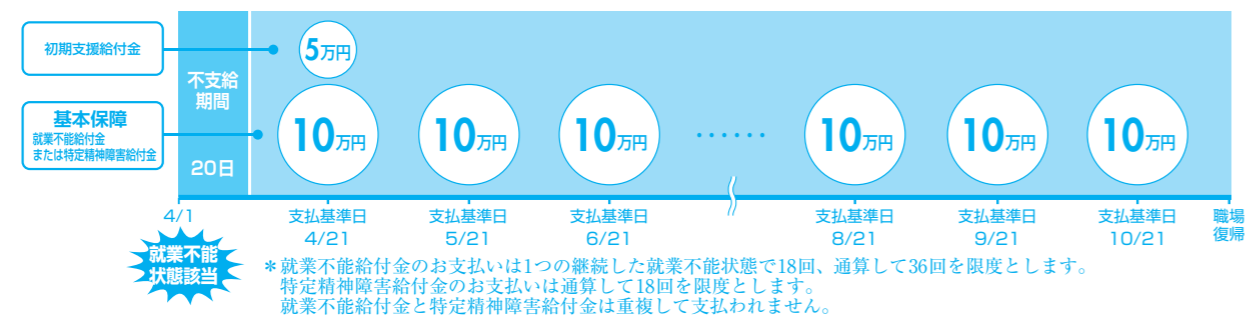 初期支援給付金
5万円
不支給
期間
20日
基本保障
就業不能給付金
または特定精神障害給付金
10万円 10万円 10万円 ...... 10万円 10万円 10万円
4/1
就業不能
状態該当
支払基準日
4/21
支払基準日
5/21
支払基準日
6/21
支払基準日
8/21
支払基準日
9/21
支払基準日
10/21
職場
復帰
*就業不能給付金のお支払いは1つの継続した就業不能状態で18回、通算して36回を限度とします。
特定精神障害給付金のお支払いは通算して18回を限度とします。
就業不能給付金と特定精神障害給付金は重複して支払われません。